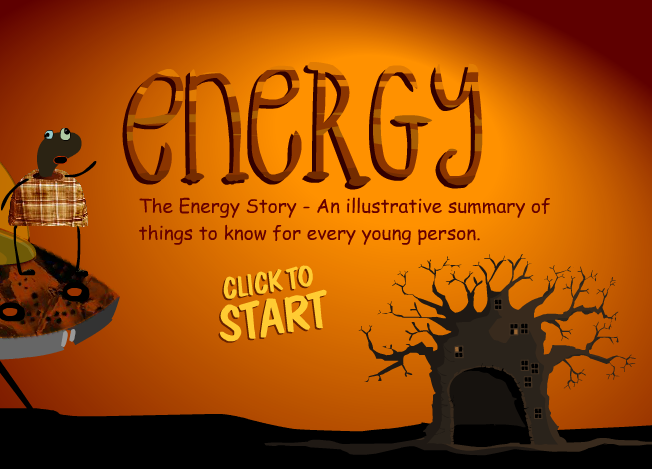 eneRGy
The Energy Story - An illustrative summary of
things to know for every young person.
CLICK TO
START